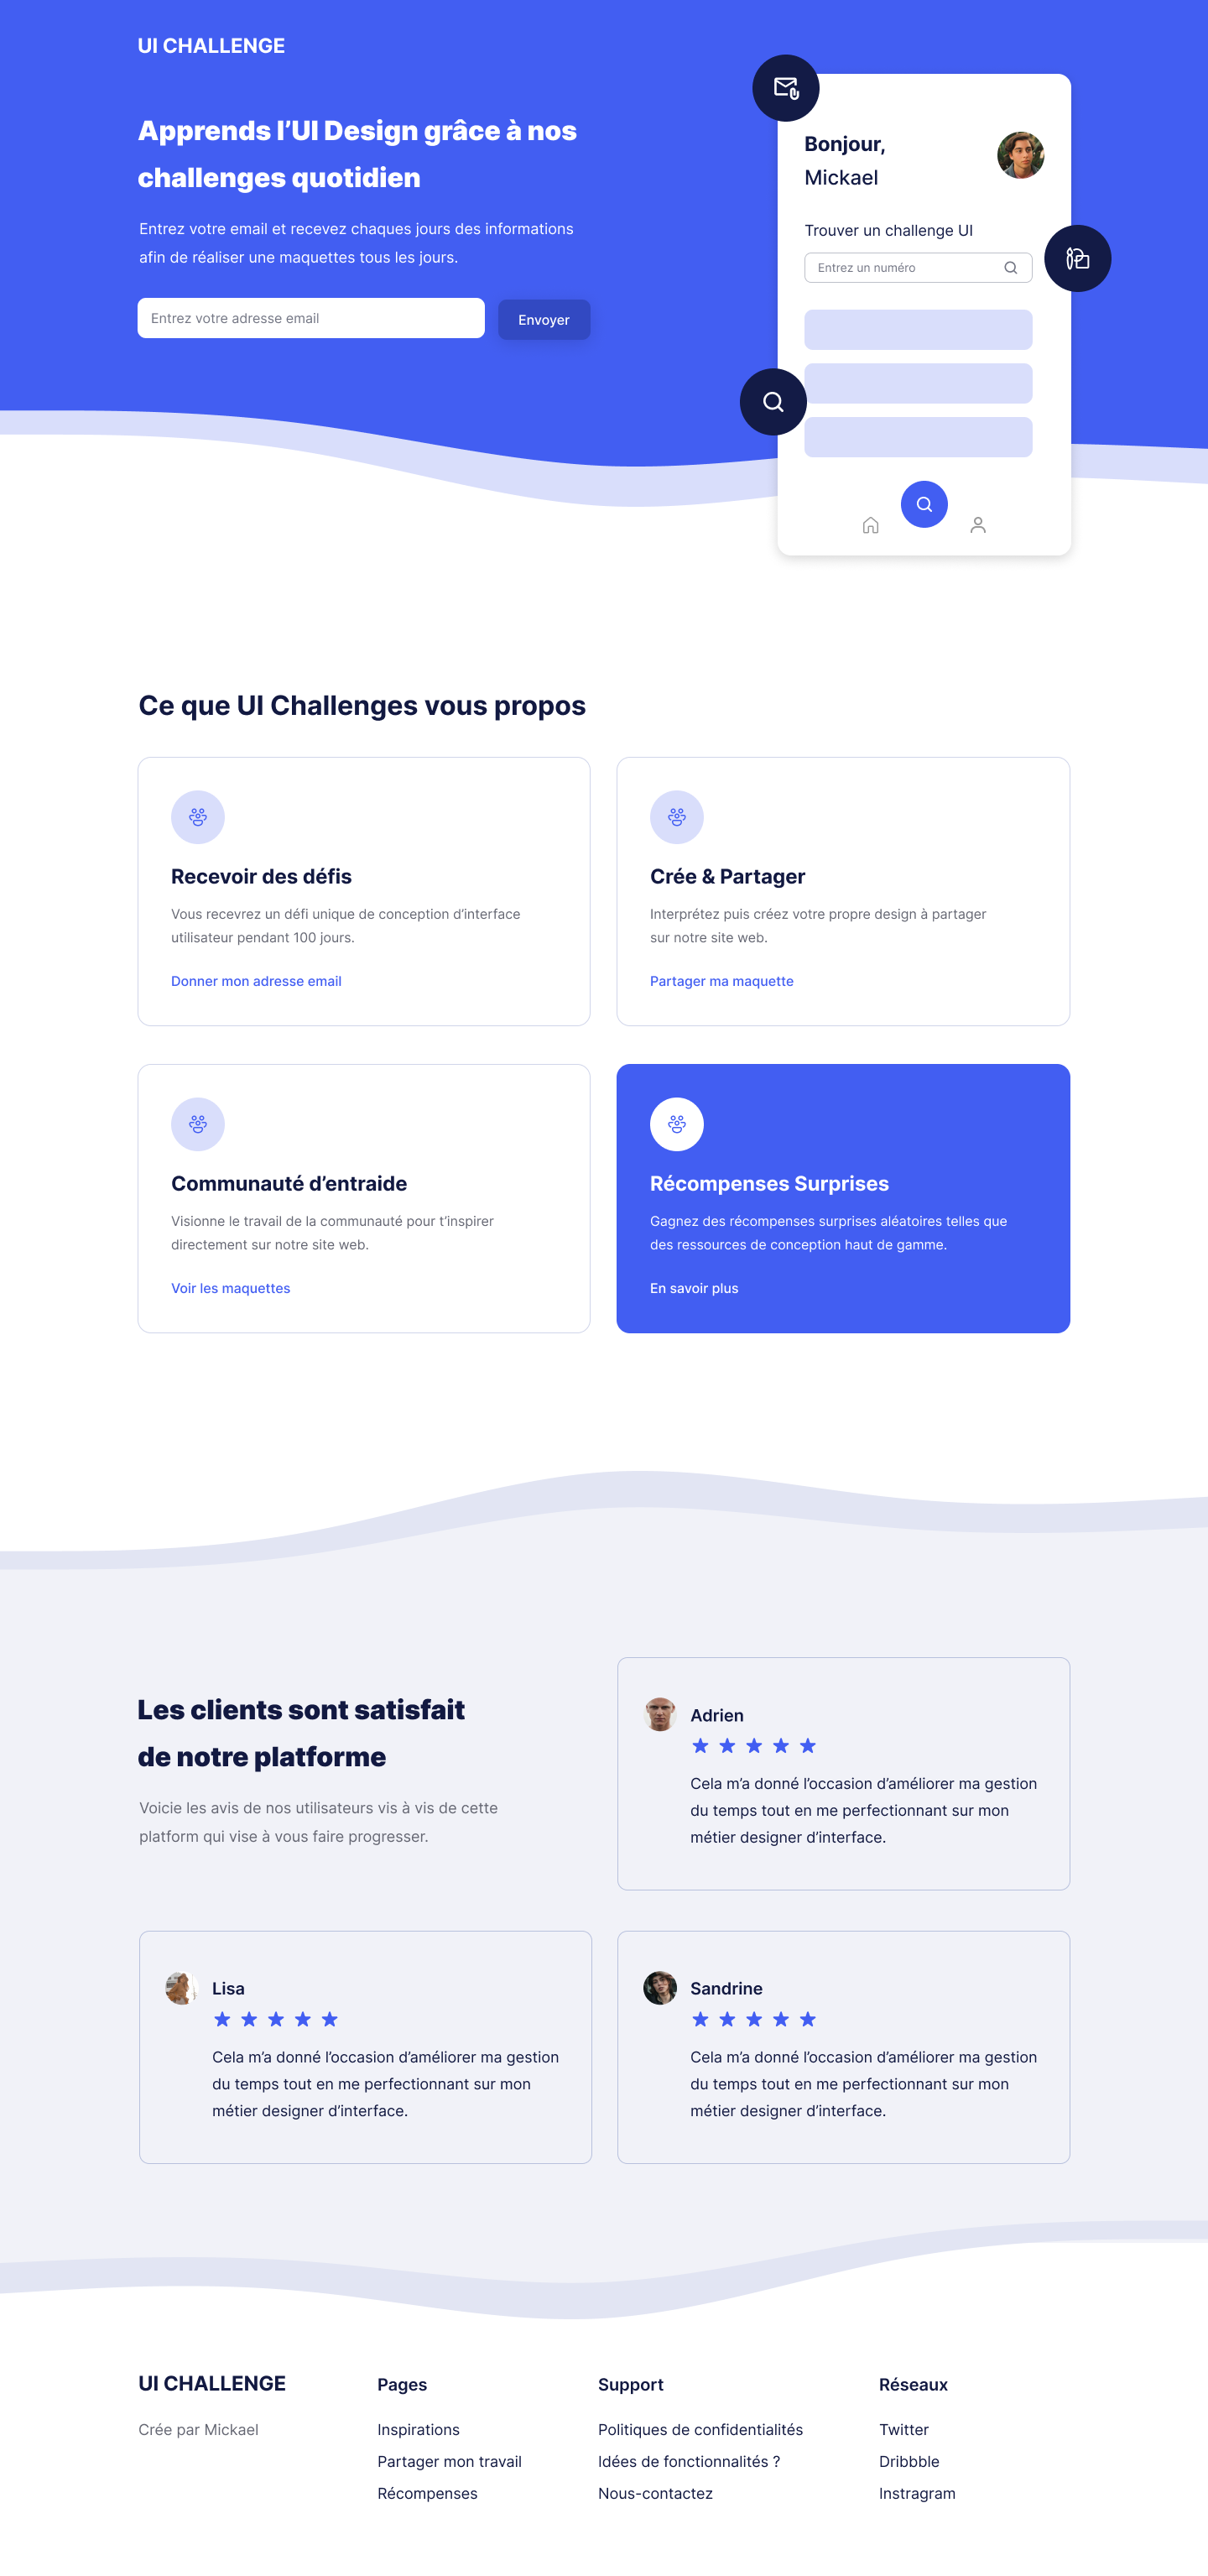 UI CHALLENGE
Apprends l’UI Design grâce à nos
challenges quotidien
Entrez votre email et recevez chaques jours des informations
afin de réaliser une maquettes tous les jours.
Entrez votre adresse email
Envoyer
Bonjour,
Mickael
Trouver un challenge UI
Entrez un numéro
Ce que UI Challenges vous propos
Recevoir des défis
Vous recevrez un défi unique de conception d’interface
utilisateur pendant 100 jours.
Donner mon adresse email
Crée & Partager
Interprétez puis créez votre propre design à partager
sur notre site web.
Partager ma maquette
Communauté d’entraide
Visionne le travail de la communauté pour t’inspirer
directement sur notre site web.
Voir les maquettes
Récompenses Surprises
Gagnez des récompenses surprises aléatoires telles que
des ressources de conception haut de gamme.
En savoir plus
Les clients sont satisfait
de notre platforme
Voicie les avis de nos utilisateurs vis à vis de cette
platform qui vise à vous faire progresser.
Adrien
Cela m’a donné l’occasion d’améliorer ma gestion
du temps tout en me perfectionnant sur mon
métier designer d’interface.
Lisa
Cela m’a donné l’occasion d’améliorer ma gestion
du temps tout en me perfectionnant sur mon
métier designer d’interface.
Sandrine
Cela m’a donné l’occasion d’améliorer ma gestion
du temps tout en me perfectionnant sur mon
métier designer d’interface.
UI CHALLENGE
Crée par Mickael
Pages
Inspirations
Partager mon travail
Récompenses
Support
Politiques de confidentialités
Idées de fonctionnalités ?
Nous-contactez
Réseaux
Twitter
Dribbble
Instragram